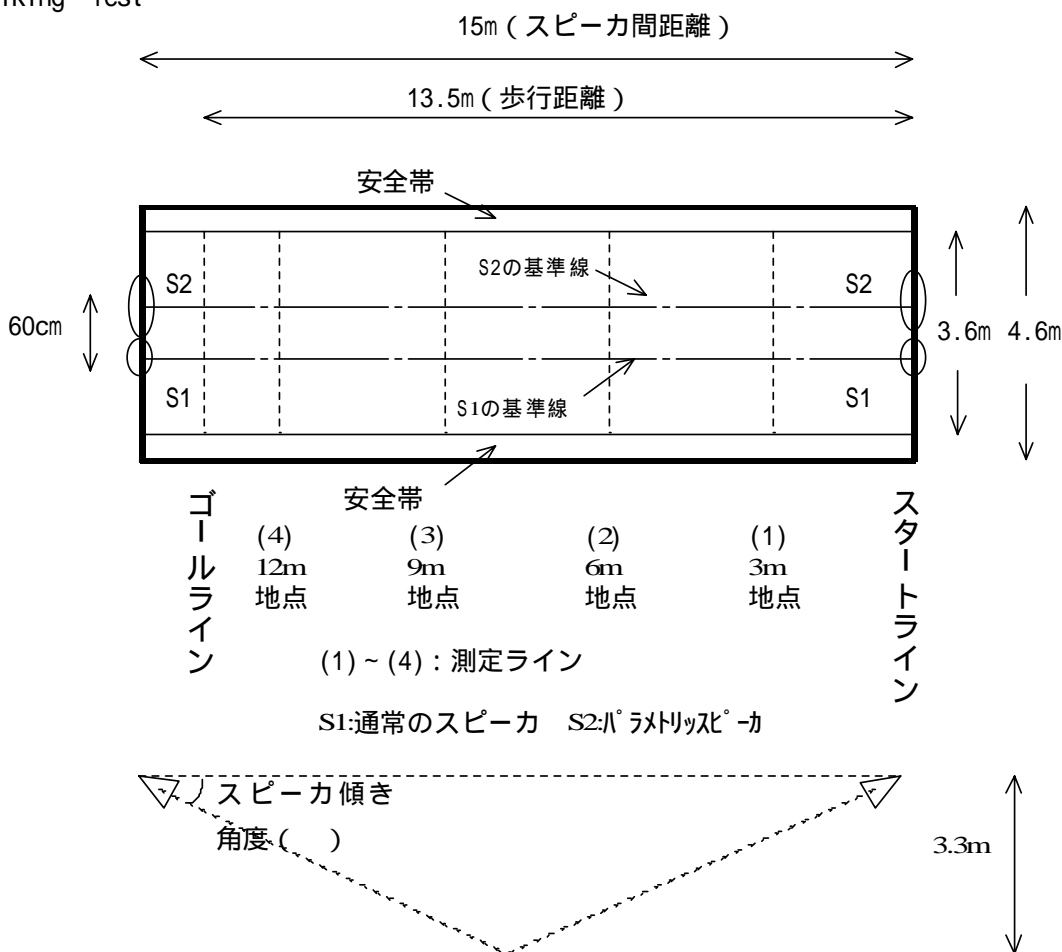 15m(スピーカ間距離)
13.5m(歩行距離)
安全帯
S2の基準線
S2
S2
60cm
3.6m
4.6m
S1の基準線
S1
S1
安全帯
ゴールライン
(4)
12m
地点
(3)
9m
地点
(2)
6m
地点
(1)
3m
地点
スタートライン
(1)~(4):測定ライン
S1:通常のスピーカ S2:ﾊﾟﾗﾒﾄﾘｯｸｽﾋﾟｰｶ
スピーカ傾き
角度( )
3.3m